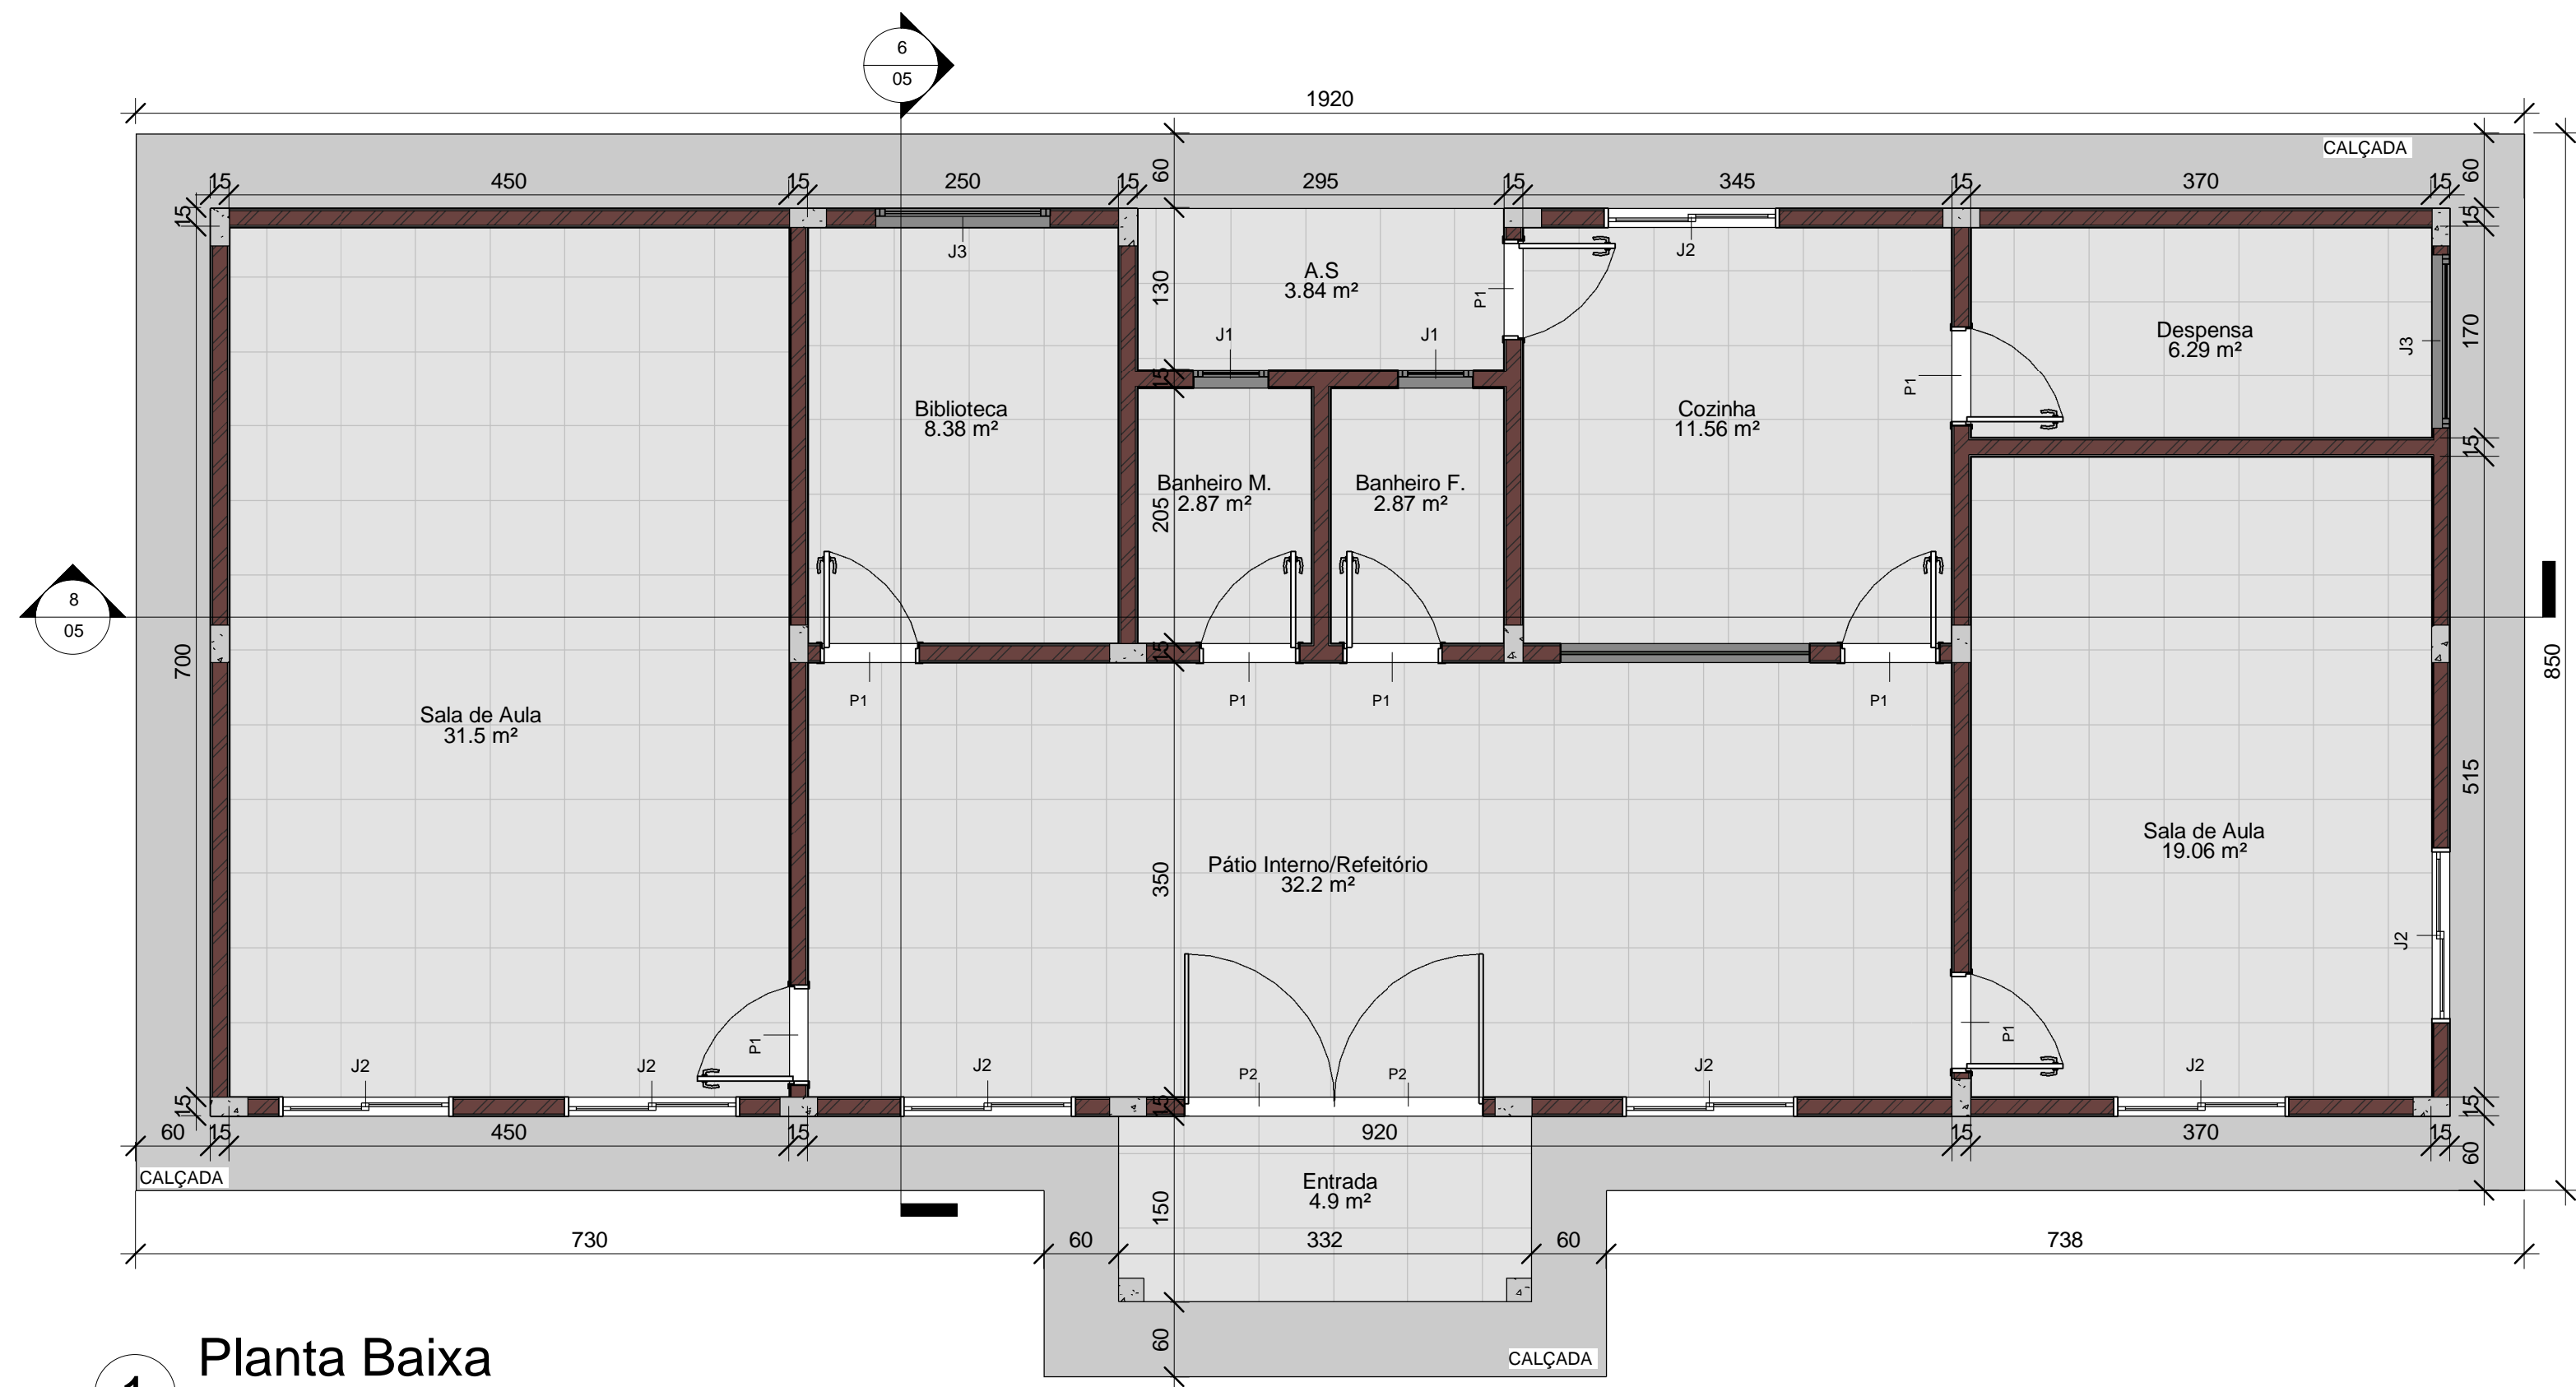 6
05
1920
CALÇADA
15
450
15
250
15
60
295
15
345
15
370
15
60
15
15
J3
J2
A.S
3.84 m²
130
P1
J1
J1
Despensa
6.29 m²
170
J3
15
P1
Biblioteca
8.38 m²
Cozinha
11.56 m²
15
Banheiro M.
2.87 m²
Banheiro F.
2.87 m²
205
8
05
700
15
850
P1
P1
P1
P1
Sala de Aula
31.5 m²
515
Sala de Aula
19.06 m²
Pátio Interno/Refeitório
32.2 m²
350
J2
P1
P1
J2
J2
J2
P2
P2
J2
J2
15
15
15
60
15
450
15
920
15
370
15
60
CALÇADA
Entrada
4.9 m²
150
730
60
332
60
738
60
CALÇADA
Planta Baixa
1